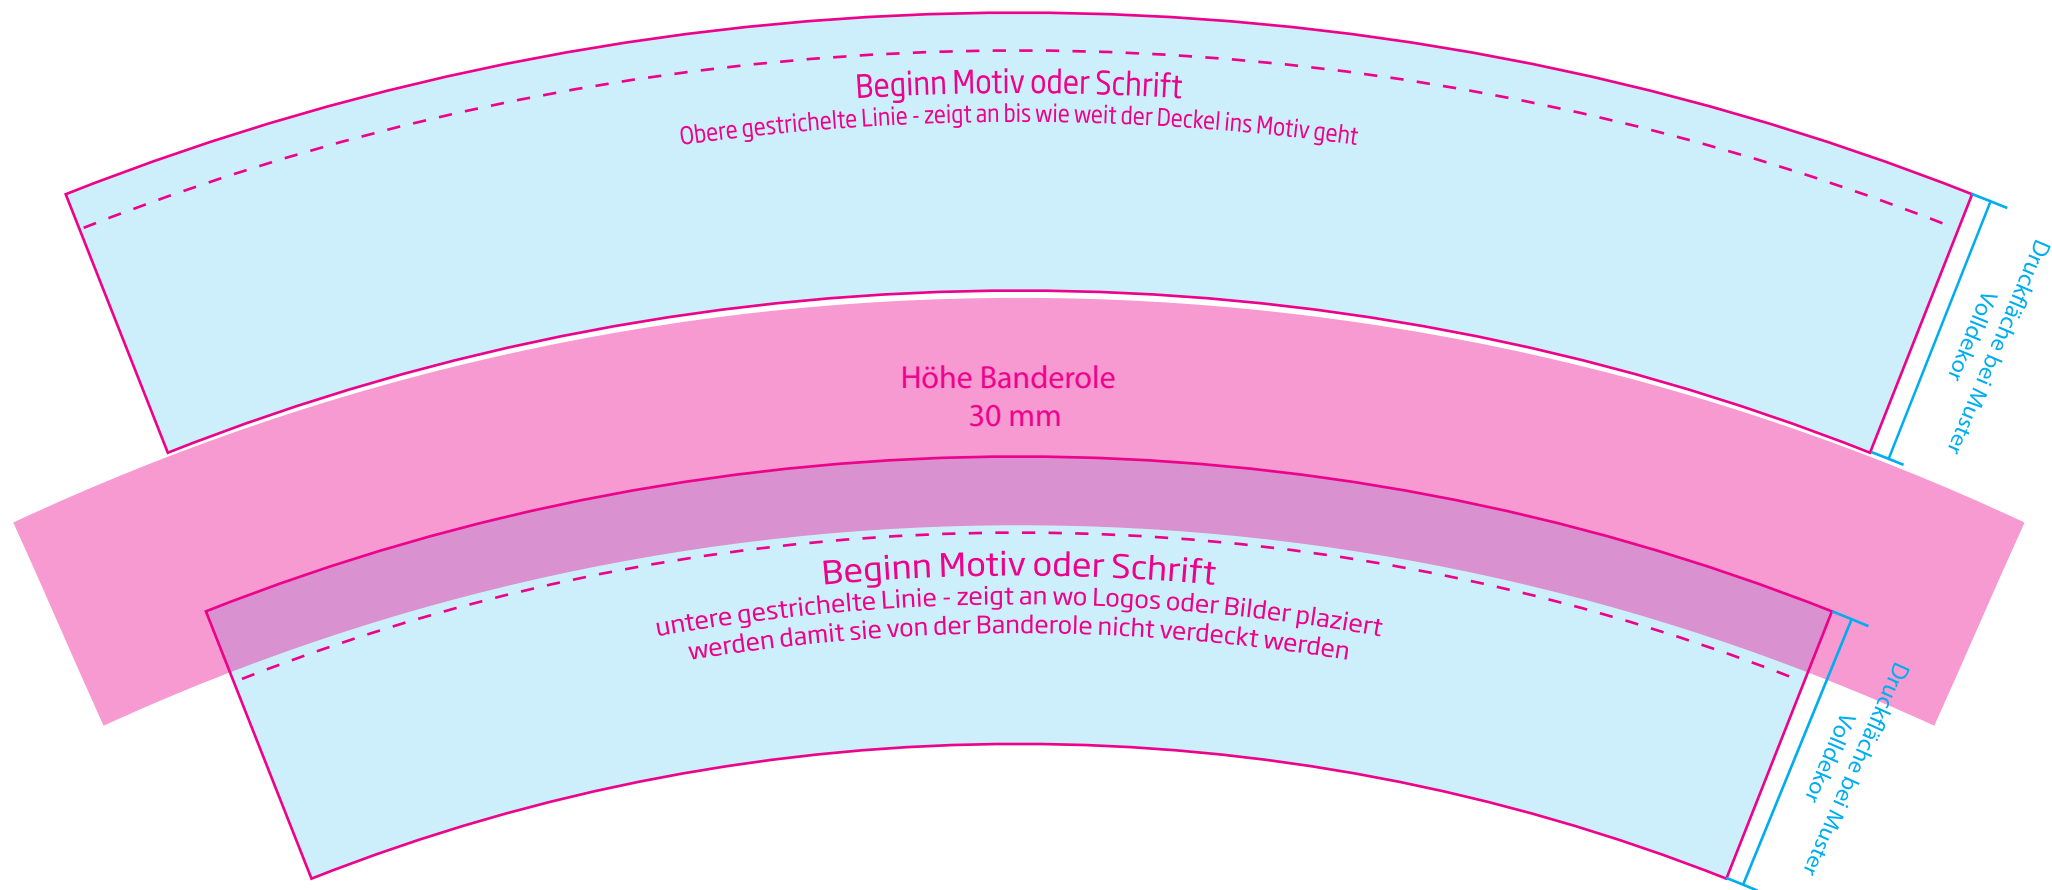 Beginn Motiv oder Schrift
Obere gestrichelte Linie - zeigt an bis wie weit der Deckel ins Motiv geht
Druckfläche bei Muster
Volldekor
Höhe Banderole
30 mm
Beginn Motiv oder Schrift
untere gestrichelte Linie - zeigt an wo Logos oder Bilder plaziert
werden damit sie von der Banderole nicht verdeckt werden
Druckfläche bei Muster
Volldekor